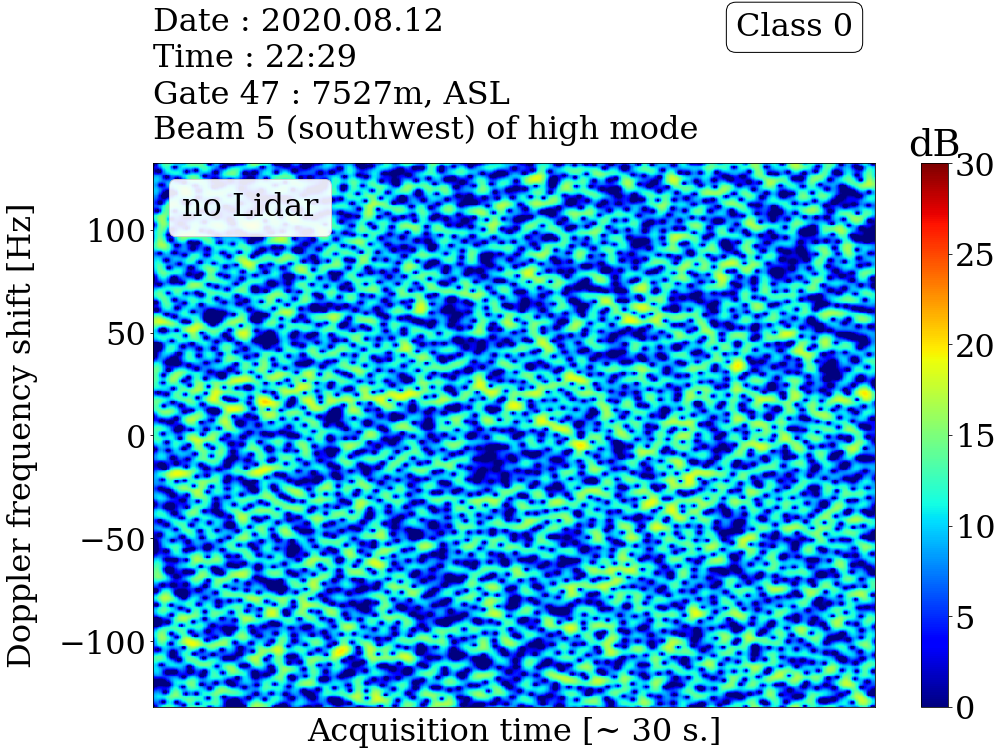 Date : 2020.08.12
Time : 22:29
Gate 47 : 7527m, ASL
Beam 5 (southwest) of high mode
Class 0
dB
no Lidar
Doppler frequency shift [Hz]
100
50
0
−50
−100
30
25
20
15
10
5
0
Acquisition time [~ 30 s.]